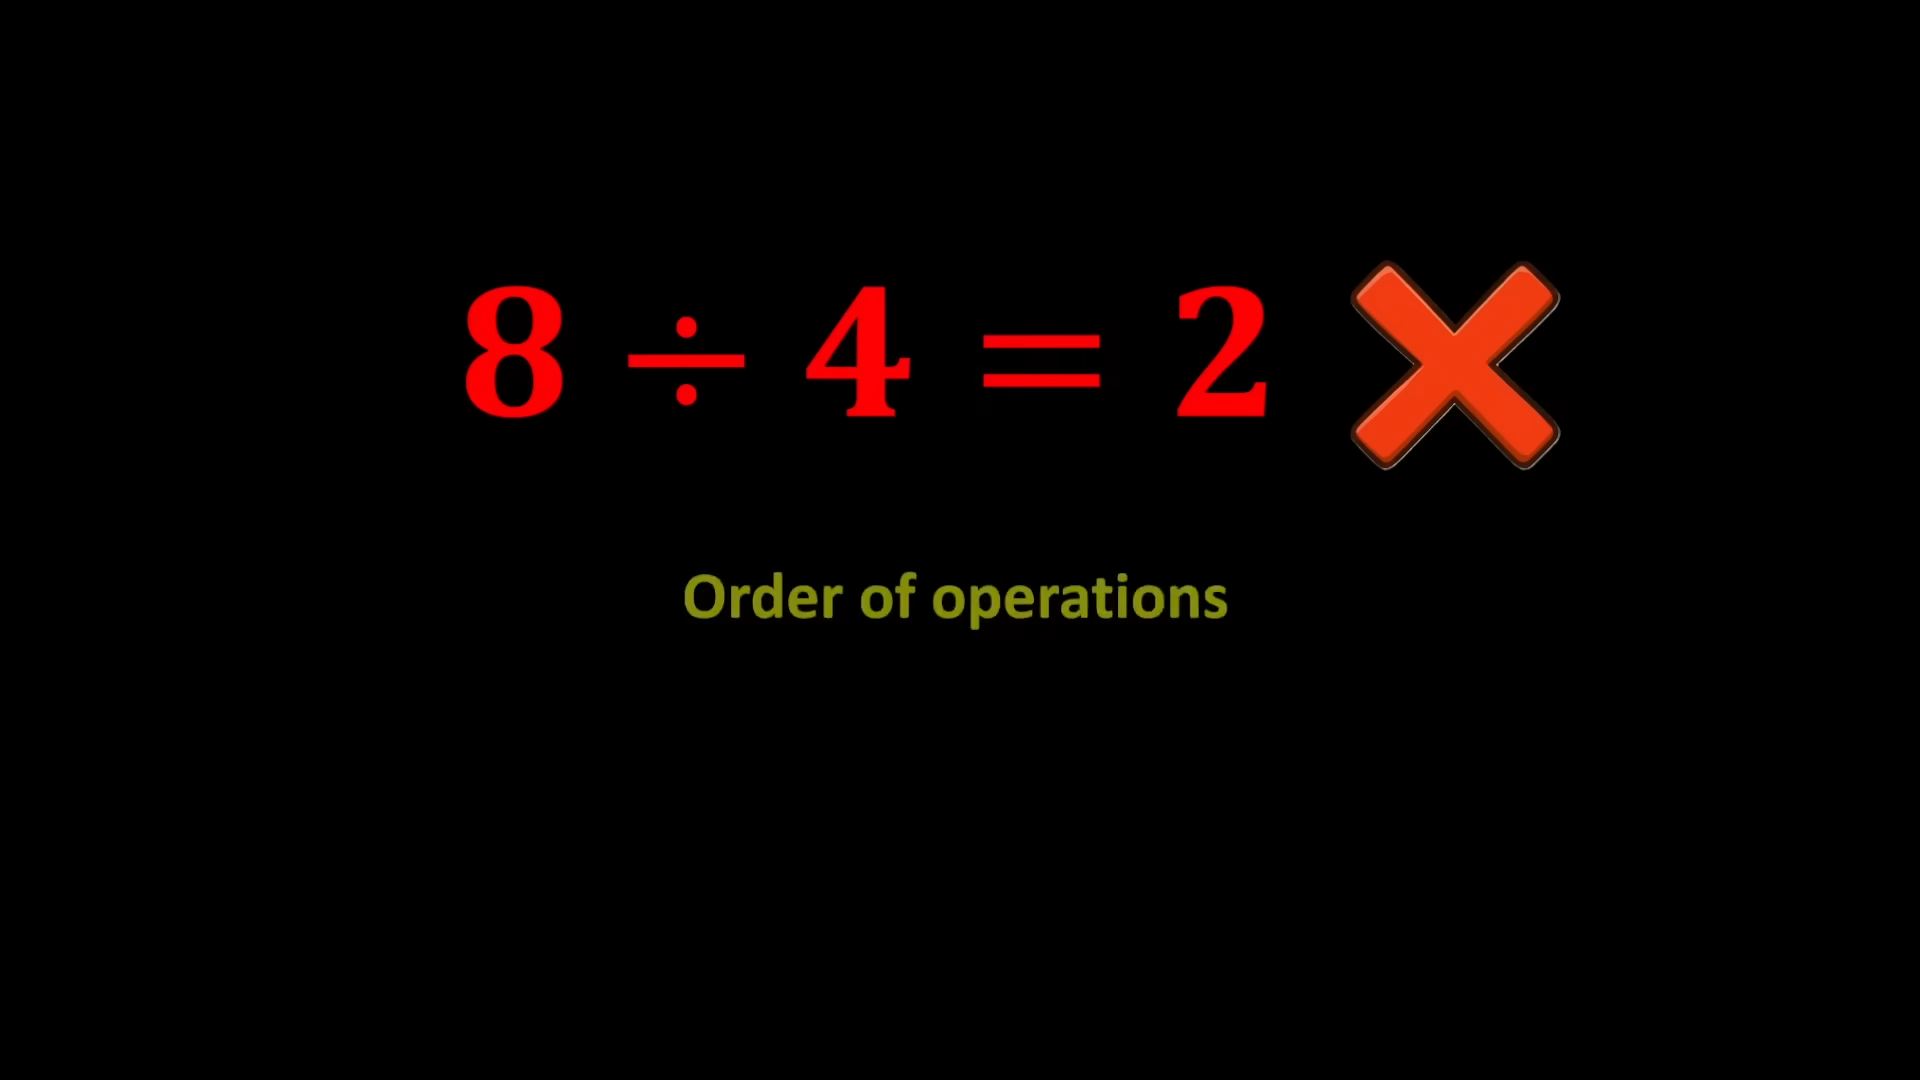 8 ÷ 4 = 2 ❌
Order of operations